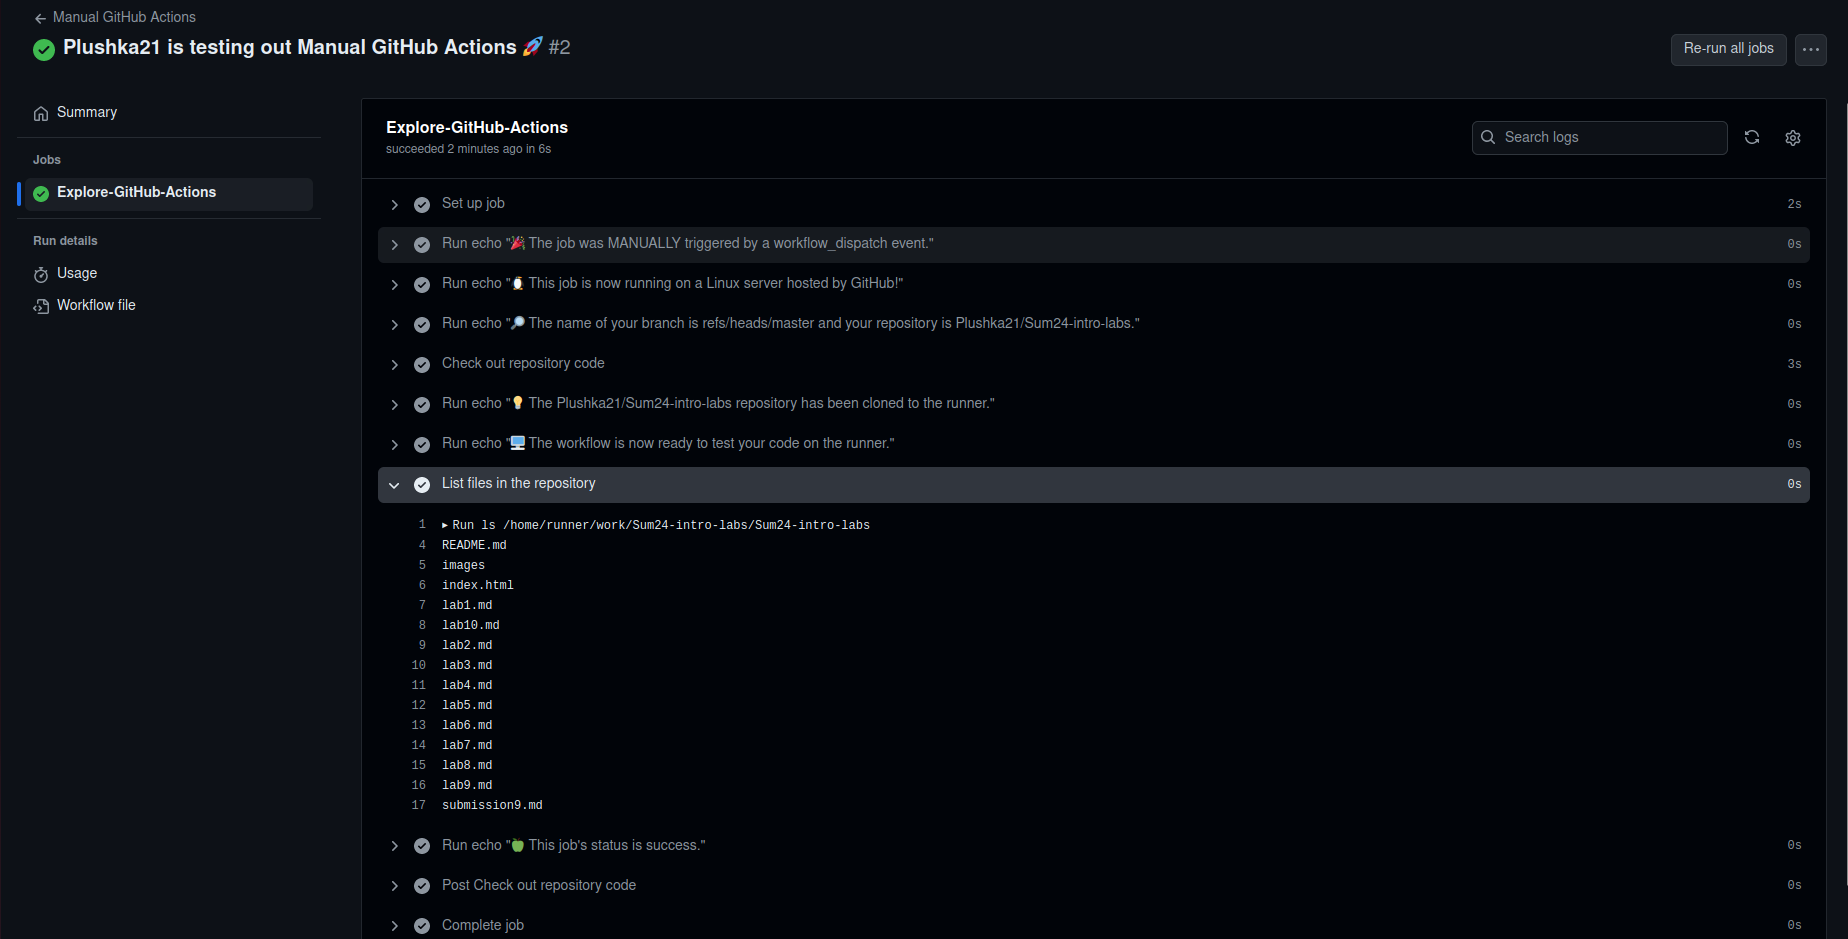 Manual GitHub Actions
Plushka21 is testing out Manual GitHub Actions 🚀 #2
Re-run all jobs
Summary
Jobs
Explore-GitHub-Actions
Run details
Usage
Workflow file
Explore-GitHub-Actions
succeeded 2 minutes ago in 6s
Search logs
Set up job 2s
Run echo "🎉 The job was MANUALLY triggered by a workflow_dispatch event." 0s
Run echo "🐧 This job is now running on a Linux server hosted by GitHub!" 0s
Run echo "🔎 The name of your branch is refs/heads/master and your repository is Plushka21/Sum24-intro-labs." 0s
Check out repository code 3s
Run echo "💡 The Plushka21/Sum24-intro-labs repository has been cloned to the runner." 0s
Run echo "🖥️ The workflow is now ready to test your code on the runner." 0s
List files in the repository 0s
1 ▸ Run ls /home/runner/work/Sum24-intro-labs/Sum24-intro-labs
4 README.md
5 images
6 index.html
7 lab1.md
8 lab10.md
9 lab2.md
10 lab3.md
11 lab4.md
12 lab5.md
13 lab6.md
14 lab7.md
15 lab8.md
16 lab9.md
17 submission9.md
Run echo "🍏 This job's status is success." 0s
Post Check out repository code 0s
Complete job 0s